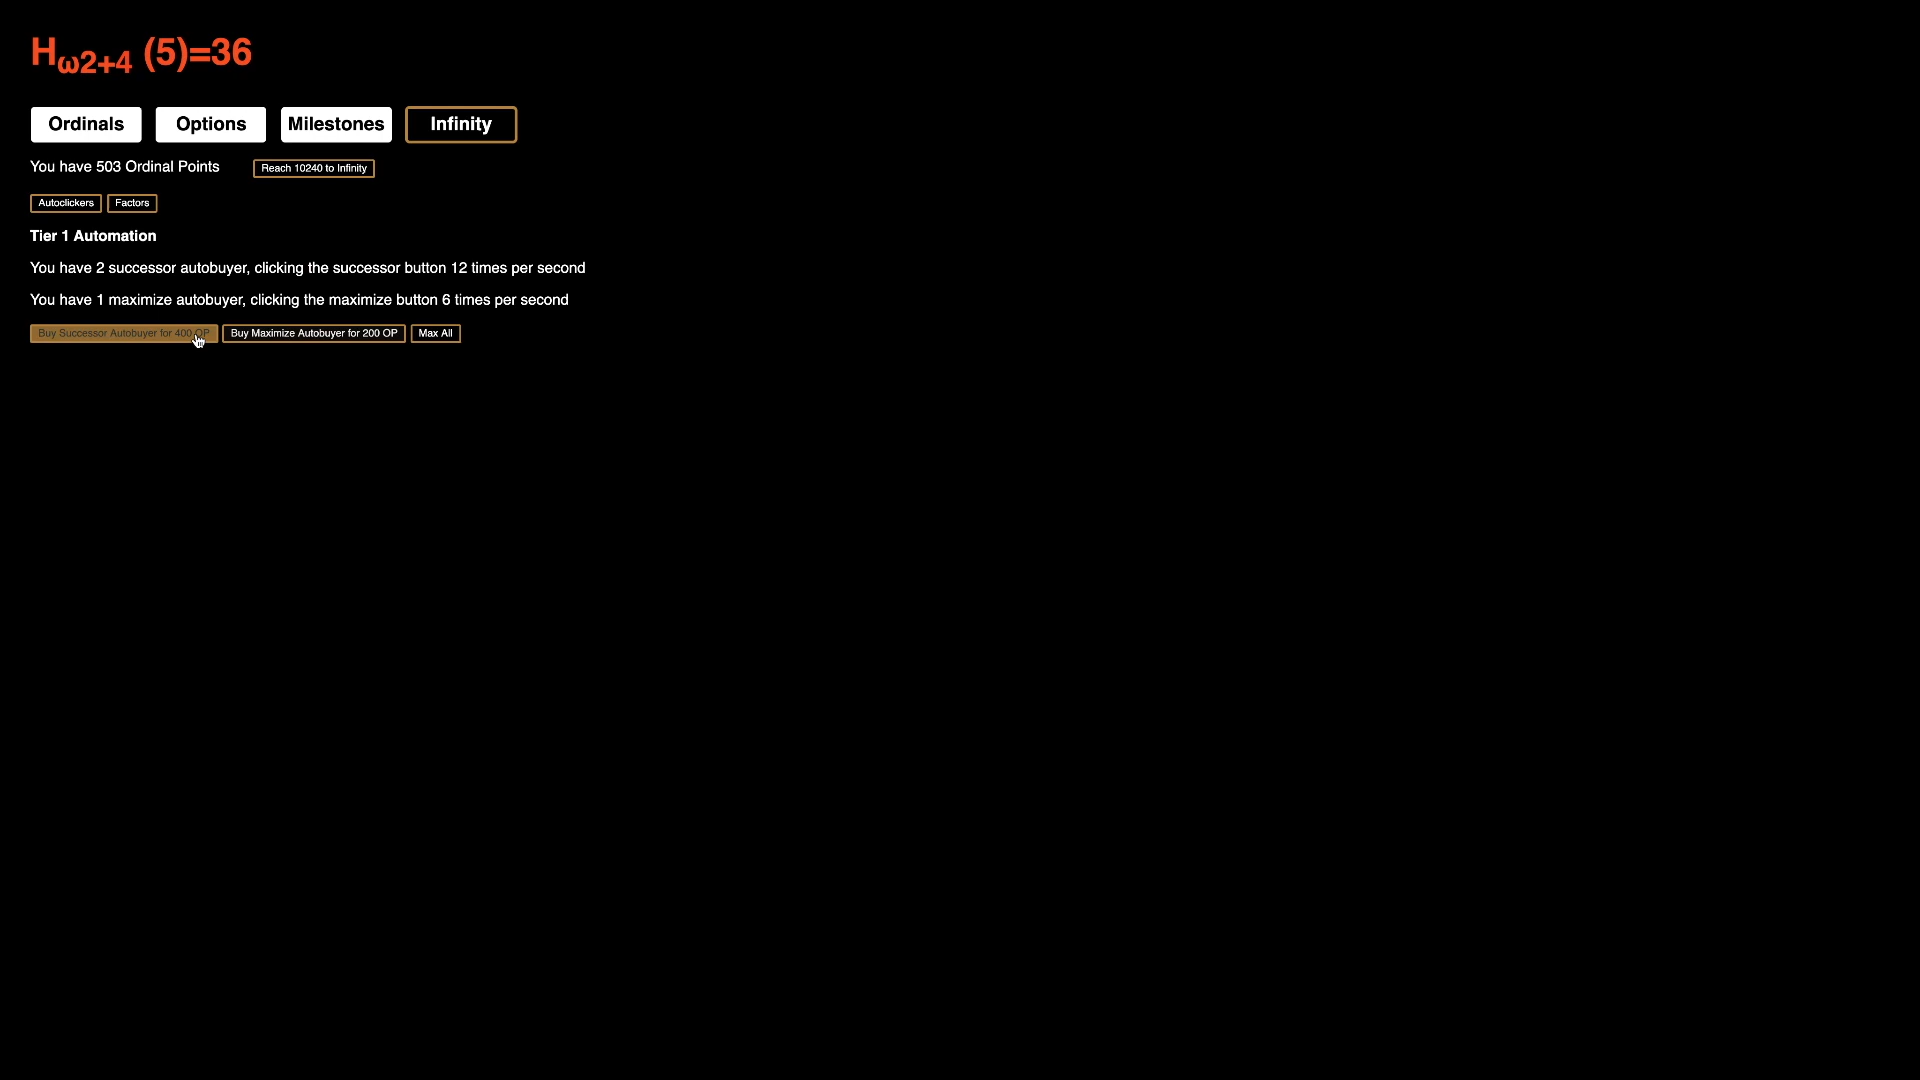 Hω2+4 (5)=36
Ordinals Options Milestones Infinity
You have 503 Ordinal Points Reach 10240 to Infinity
Autoclickers Factors
Tier 1 Automation
You have 2 successor autobuyer, clicking the successor button 12 times per second
You have 1 maximize autobuyer, clicking the maximize button 6 times per second
Buy Successor Autobuyer for 400 OP Buy Maximize Autobuyer for 200 OP Max All